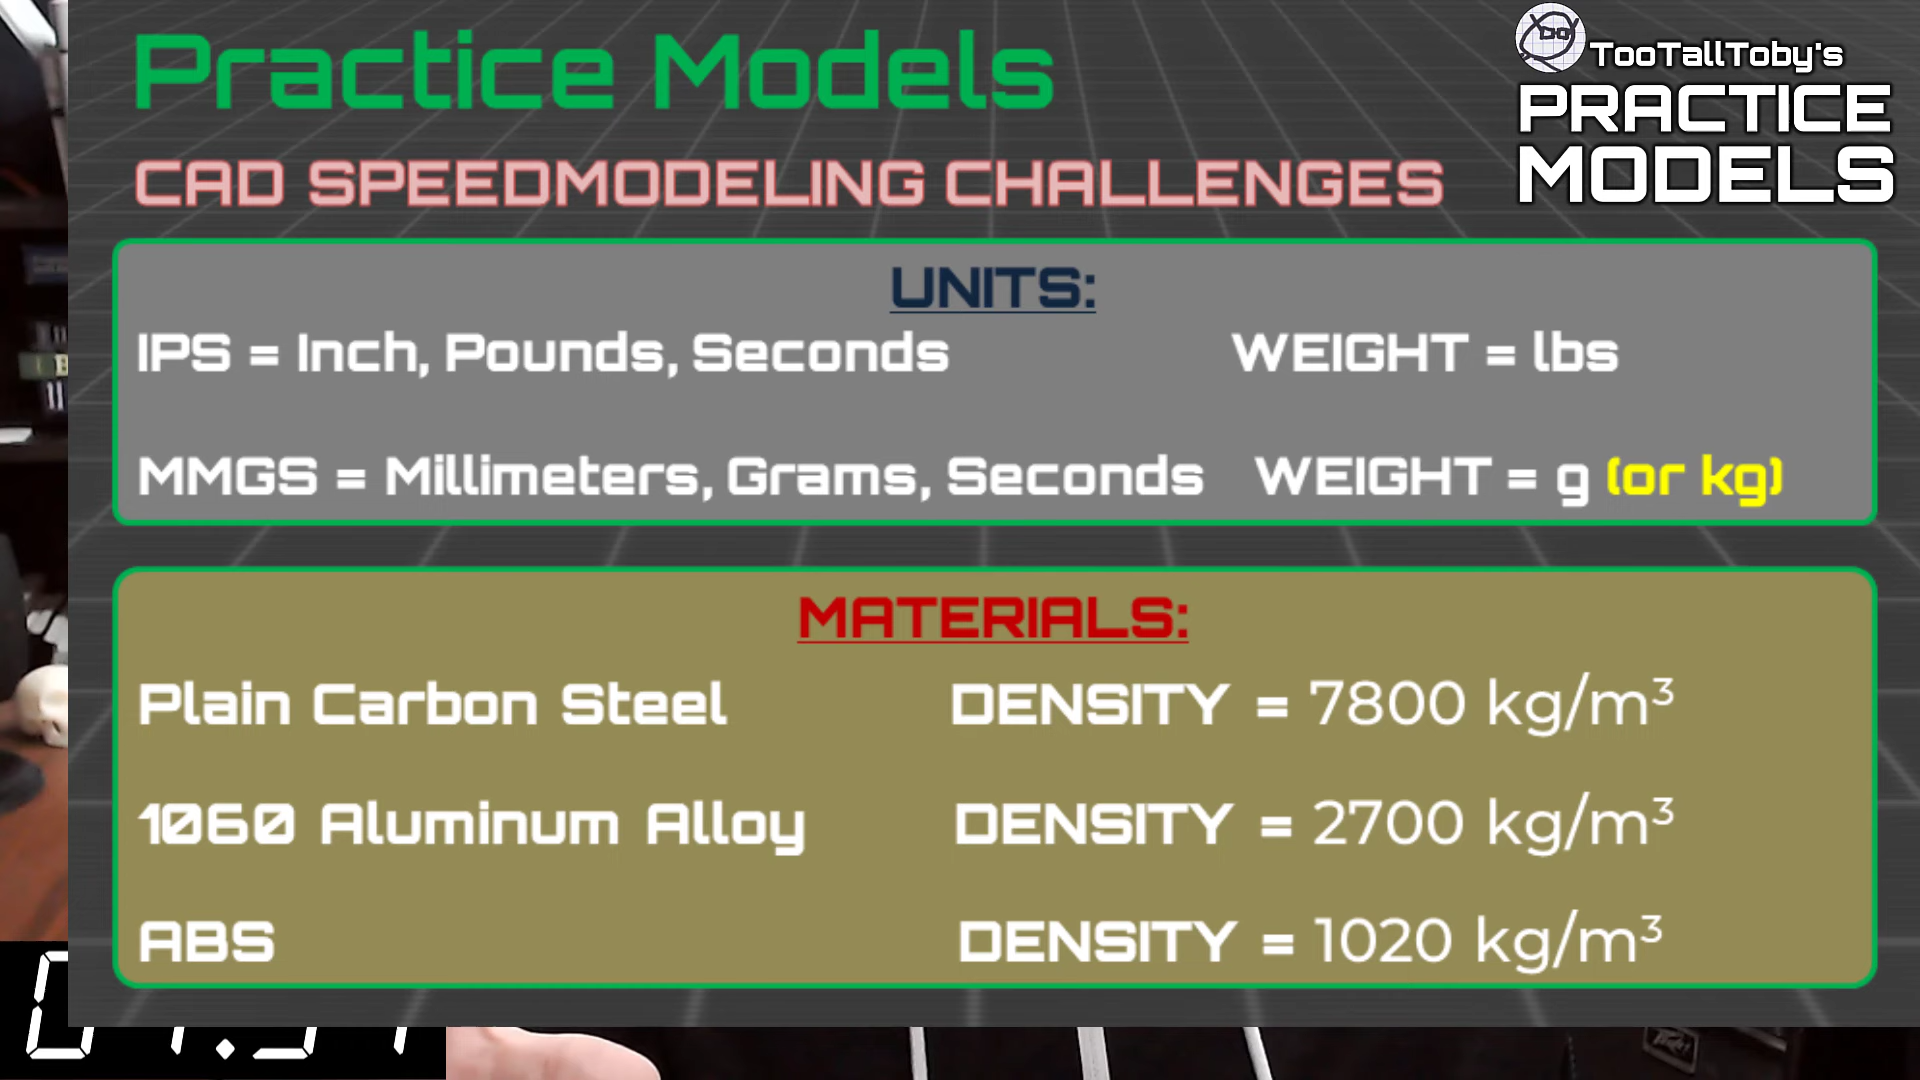 Practice Models
TooTallToby's
PRACTICE
MODELS
CAD SPEEDMODELING CHALLENGES
UNITS:
IPS = Inch, Pounds, Seconds WEIGHT = lbs
MMGS = Millimeters, Grams, Seconds WEIGHT = g (or kg)
MATERIALS:
Plain Carbon Steel DENSITY = 7800 kg/m³
1060 Aluminum Alloy DENSITY = 2700 kg/m³
ABS DENSITY = 1020 kg/m³